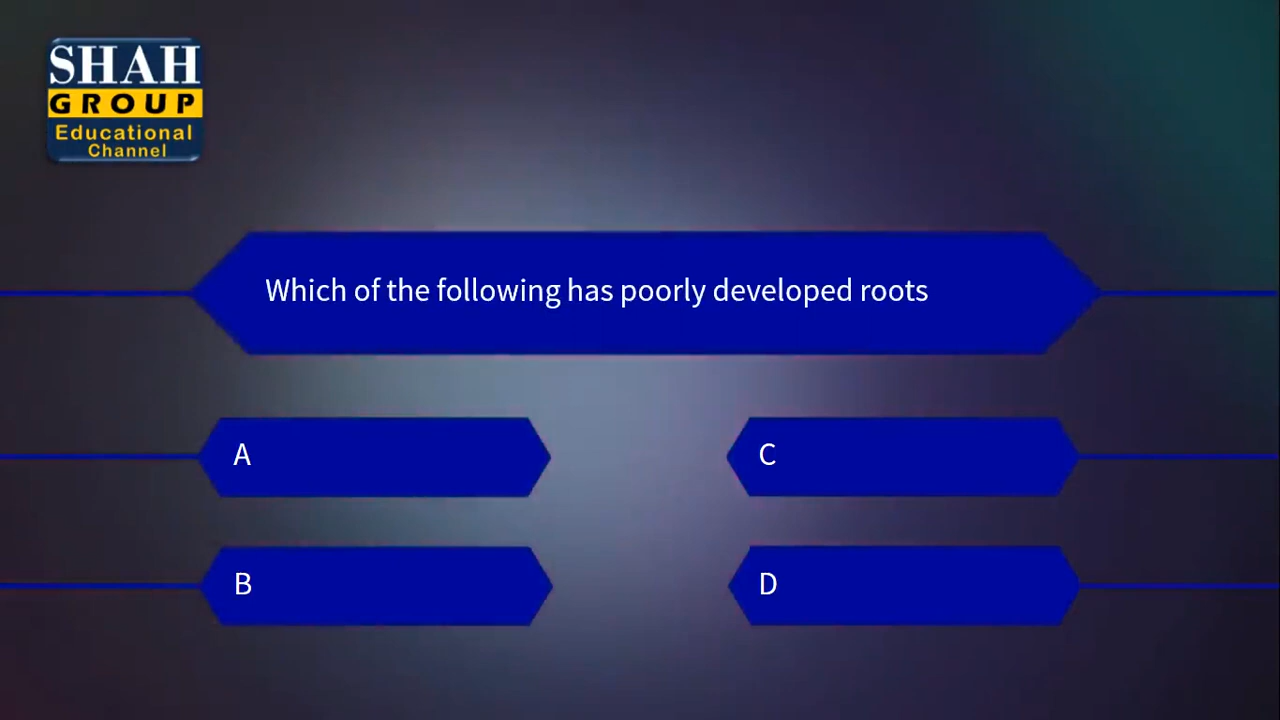 SHAH
GROUP
Educational
Channel
Which of the following has poorly developed roots
A
C
B
D